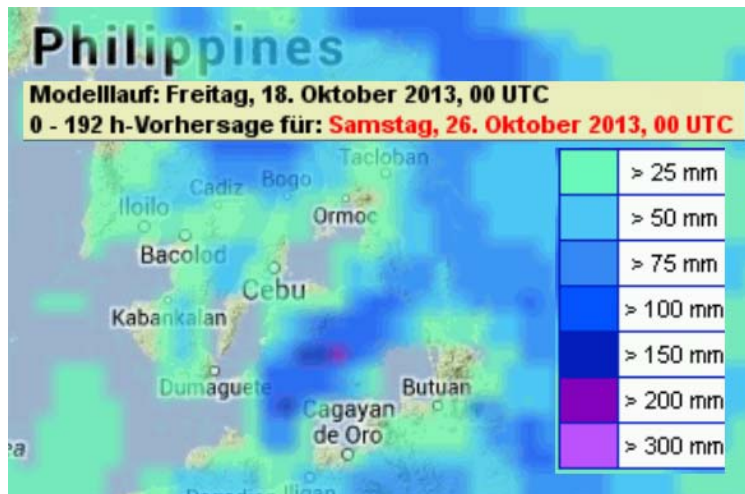 Philippines
Modelllauf: Freitag, 18. Oktober 2013, 00 UTC
0 - 192 h-Vorhersage für: Samstag, 26. Oktober 2013, 00 UTC
Tacloban
Cadiz
Bogo
Iloilo
Ormoc
Bacolod
Cebu
Kabankalan
Dumaguete
Butuan
Cagayan
de Oro
ea
Iligan
> 25 mm
> 50 mm
> 75 mm
> 100 mm
> 150 mm
> 200 mm
> 300 mm